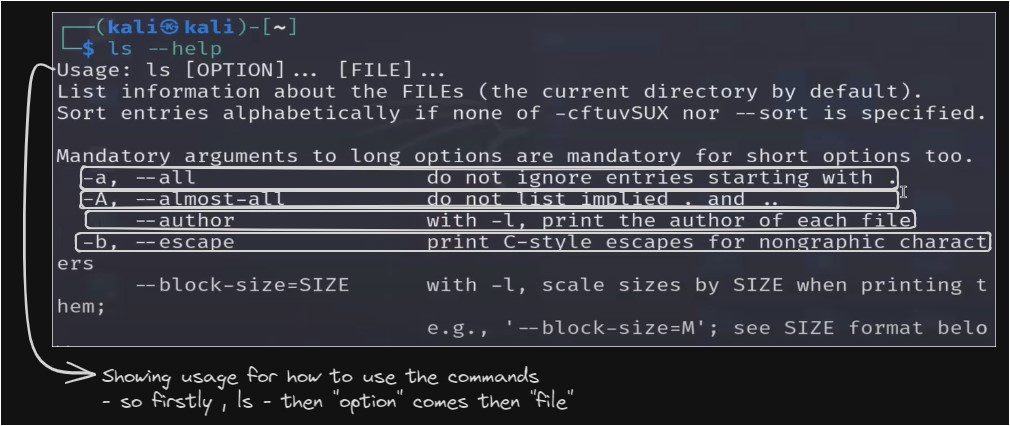 (kali㉿kali)-[~]
$ ls --help
Usage: ls [OPTION]... [FILE]...
List information about the FILEs (the current directory by default).
Sort entries alphabetically if none of -cftuvSUX nor --sort is specified.
Mandatory arguments to long options are mandatory for short options too.
-a, --all do not ignore entries starting with .
-A, --almost-all do not list implied . and ..
--author with -l, print the author of each file
-b, --escape print C-style escapes for nongraphic charact
ers
--block-size=SIZE with -l, scale sizes by SIZE when printing t
hem;
e.g., '--block-size=M'; see SIZE format belo
Showing usage for how to use the commands
- so firstly, ls - then "option" comes then "file"